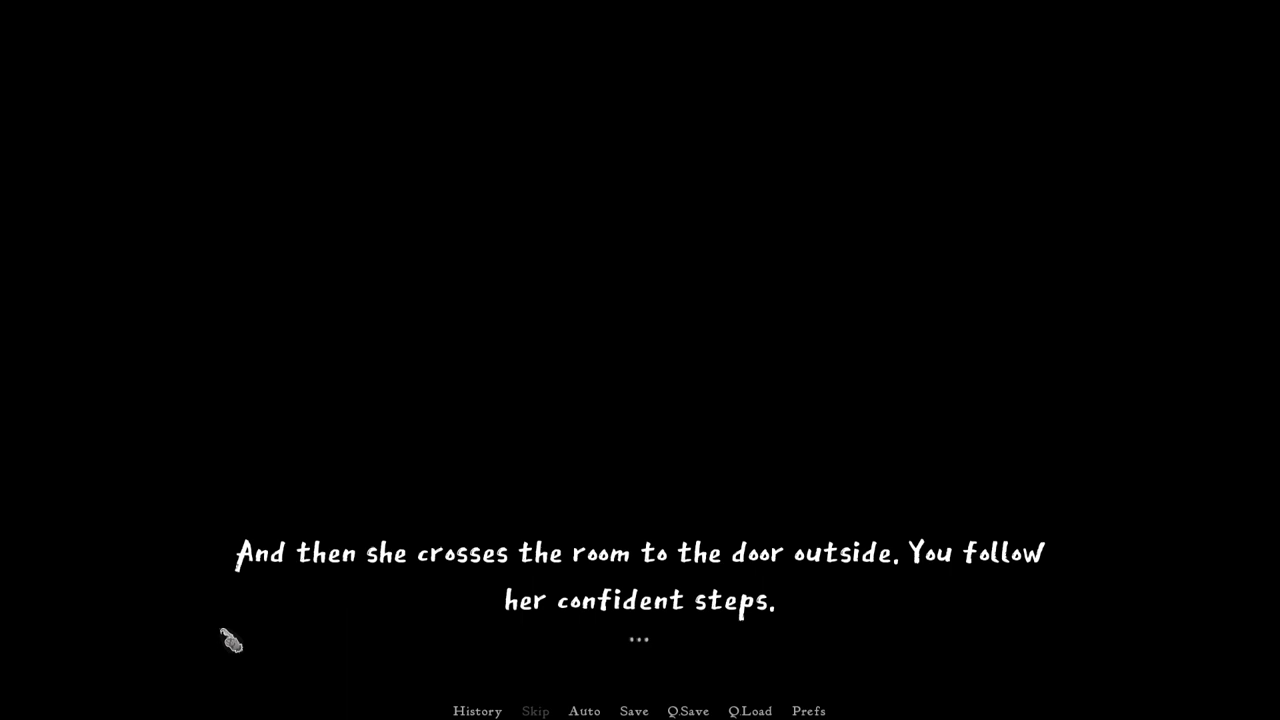 And then she crosses the room to the door outside. You follow
her confident steps.
...
History Skip Auto Save Q.Save Q.Load Prefs